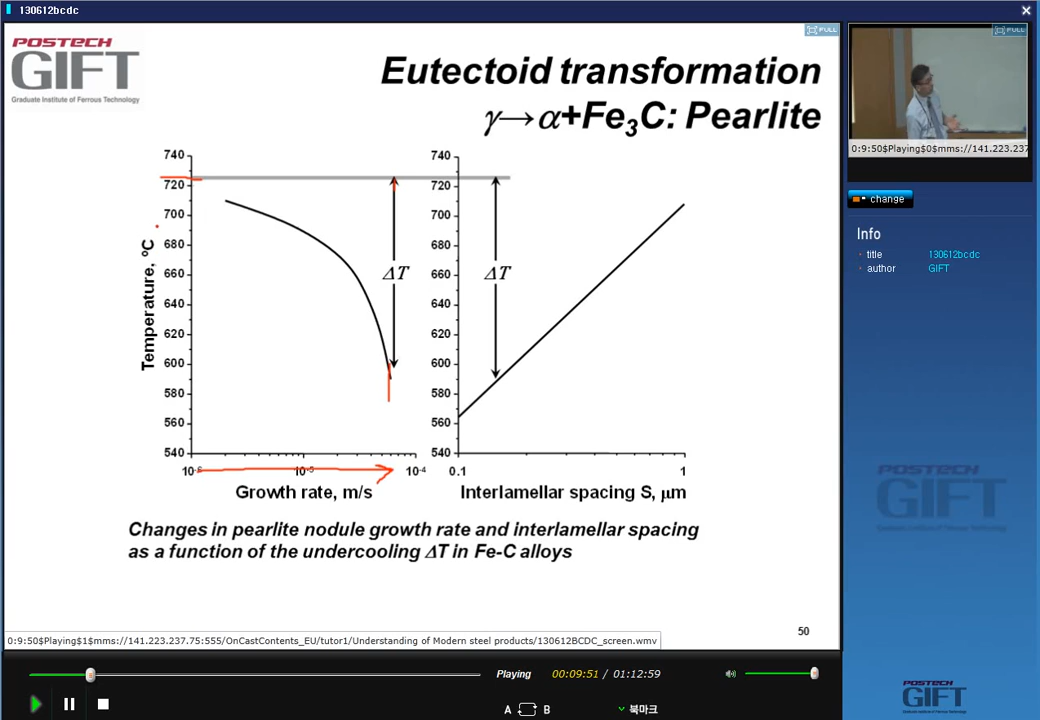 130612bcdc
POSTECH
GIFT
Graduate Institute of Ferrous Technology
FULL
Eutectoid transformation
γ→α+Fe3C: Pearlite
740
720
700
680
660
640
620
600
580
560
540
Temperature, ºC
ΔT
10-6
10-5
10-4
Growth rate, m/s
740
720
700
680
660
640
620
600
580
560
540
ΔT
0.1
1
Interlamellar spacing S, μm
Changes in pearlite nodule growth rate and interlamellar spacing
as a function of the undercooling ΔT in Fe-C alloys
50
0:9:50$Playing$1$mms://141.223.237.75:555/OnCastContents_EU/tutor1/Understanding of Modern steel products/130612BCDC_screen.wmv
FULL
0:9:50$Playing$0$mms://141.223.237
change
Info
title 130612bcdc
author GIFT
POSTECH
GIFT
Playing 00:09:51 / 01:12:59
A B 북마크
POSTECH
GIFT